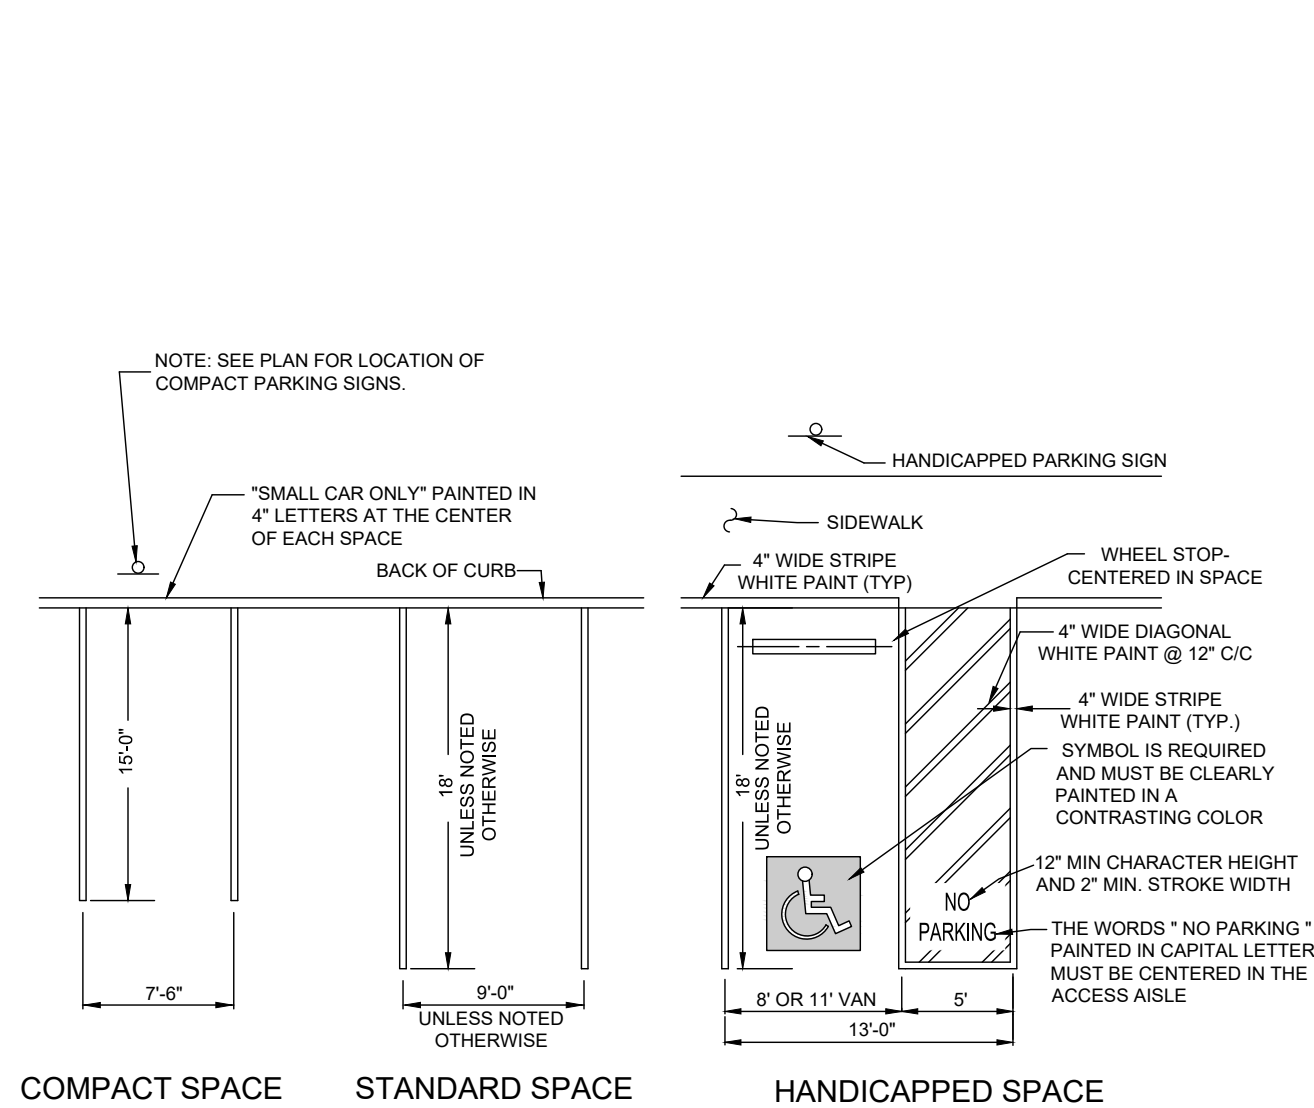 NOTE: SEE PLAN FOR LOCATION OF
COMPACT PARKING SIGNS.
"SMALL CAR ONLY" PAINTED IN
4" LETTERS AT THE CENTER
OF EACH SPACE
BACK OF CURB
15'-0"
7'-6"
COMPACT SPACE
18'
UNLESS NOTED
OTHERWISE
9'-0"
UNLESS NOTED
OTHERWISE
STANDARD SPACE
HANDICAPPED PARKING SIGN
SIDEWALK
4" WIDE STRIPE
WHITE PAINT (TYP)
WHEEL STOP-
CENTERED IN SPACE
4" WIDE DIAGONAL
WHITE PAINT @ 12" C/C
4" WIDE STRIPE
WHITE PAINT (TYP.)
SYMBOL IS REQUIRED
AND MUST BE CLEARLY
PAINTED IN A
CONTRASTING COLOR
12" MIN CHARACTER HEIGHT
AND 2" MIN. STROKE WIDTH
THE WORDS " NO PARKING "
PAINTED IN CAPITAL LETTER
MUST BE CENTERED IN THE
ACCESS AISLE
18'
UNLESS NOTED
OTHERWISE
NO
PARKING
8' OR 11' VAN
5'
13'-0"
HANDICAPPED SPACE